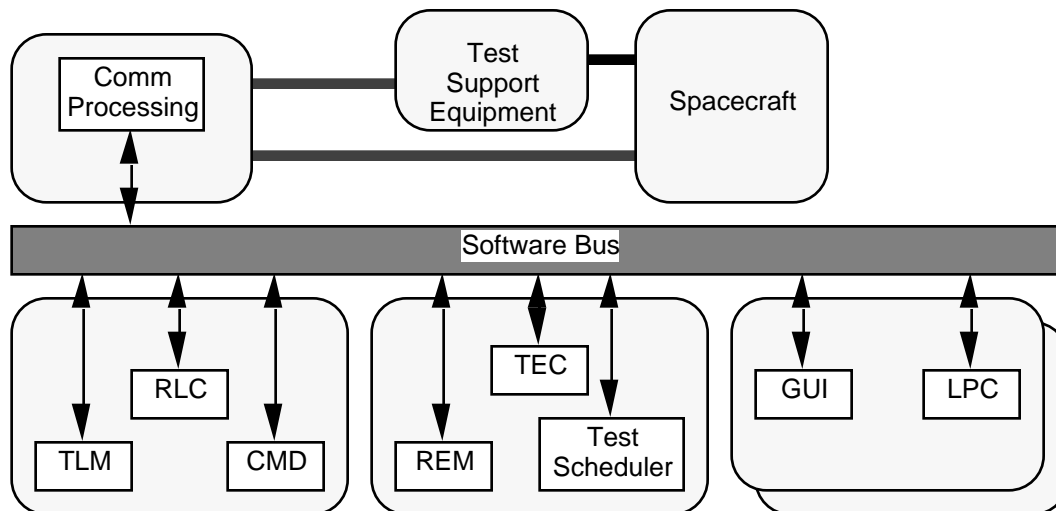 Comm
Processing
Test
Support
Equipment
Spacecraft
Software Bus
TLM
RLC
CMD
REM
TEC
Test
Scheduler
GUI
LPC